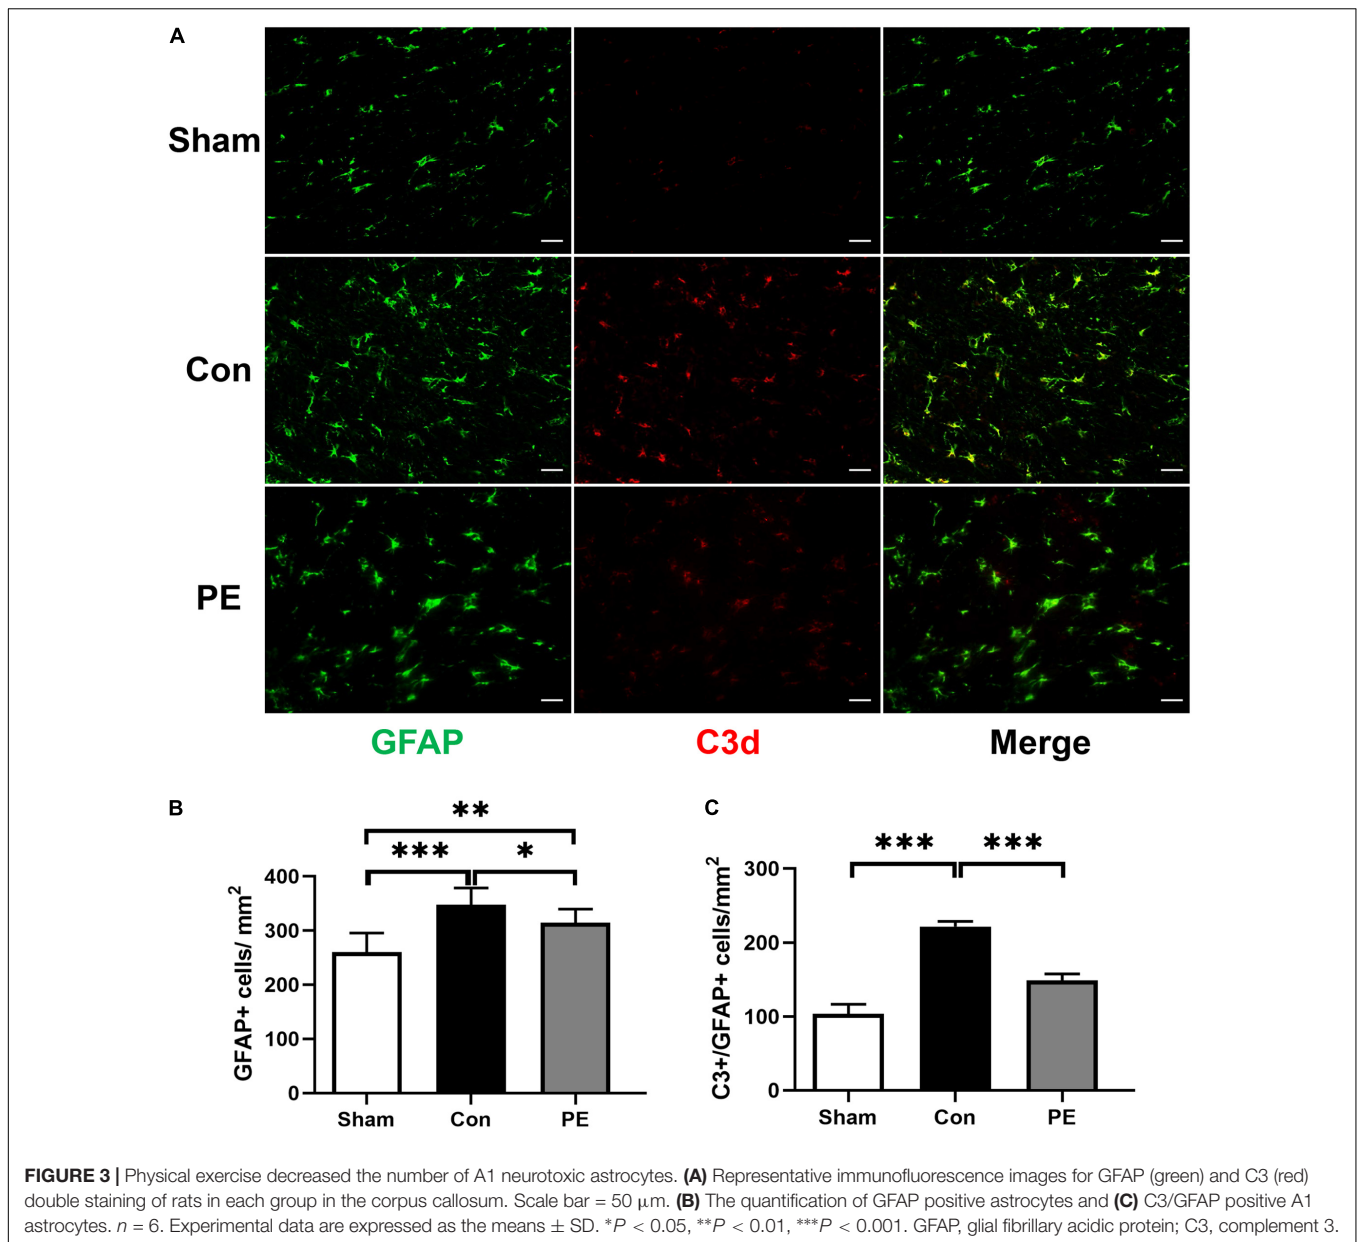 A
Sham
Con
PE
GFAP C3d Merge
B
**
*** *
GFAP+ cells/ mm²
400
300
200
100
0
Sham Con PE
C
*** ***
C3+/GFAP+ cells/mm²
300
200
100
0
Sham Con PE
FIGURE 3 | Physical exercise decreased the number of A1 neurotoxic astrocytes. (A) Representative immunofluorescence images for GFAP (green) and C3 (red)
double staining of rats in each group in the corpus callosum. Scale bar = 50 μm. (B) The quantification of GFAP positive astrocytes and (C) C3/GFAP positive A1
astrocytes. n = 6. Experimental data are expressed as the means ± SD. *P < 0.05, **P < 0.01, ***P < 0.001. GFAP, glial fibrillary acidic protein; C3, complement 3.